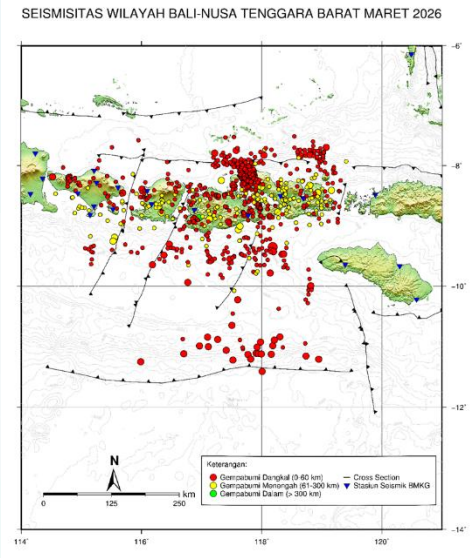 SEISMISITAS WILAYAH BALI-NUSA TENGGARA BARAT MARET 2026
-6°
-8°
-10°
-12°
N
km
0 125 250
Keterangan:
Gempabumi Dangkal (0-60 km)
Gempabumi Menengah (61-300 km)
Gempabumi Dalam (> 300 km)
Cross Section
Stasiun Seismik BMKG
114° 116° 118° 120°